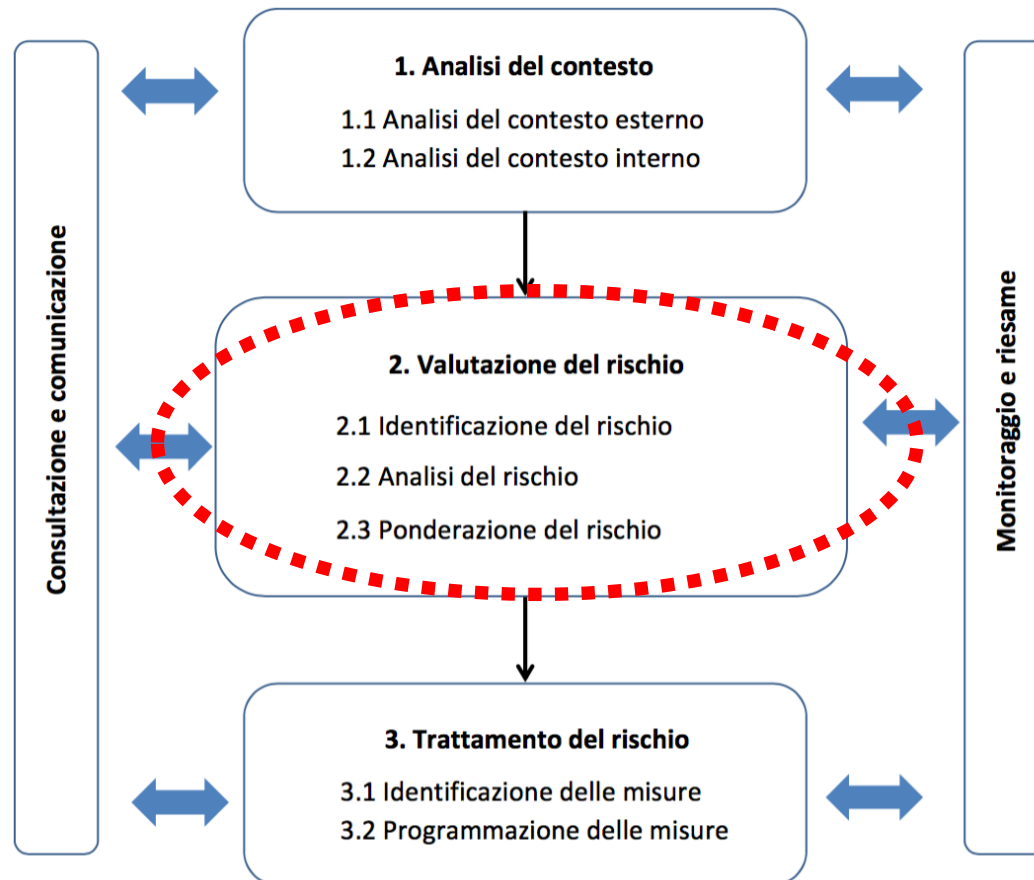 Consultazione e comunicazione
1. Analisi del contesto
1.1 Analisi del contesto esterno
1.2 Analisi del contesto interno
2. Valutazione del rischio
2.1 Identificazione del rischio
2.2 Analisi del rischio
2.3 Ponderazione del rischio
3. Trattamento del rischio
3.1 Identificazione delle misure
3.2 Programmazione delle misure
Monitoraggio e riesame